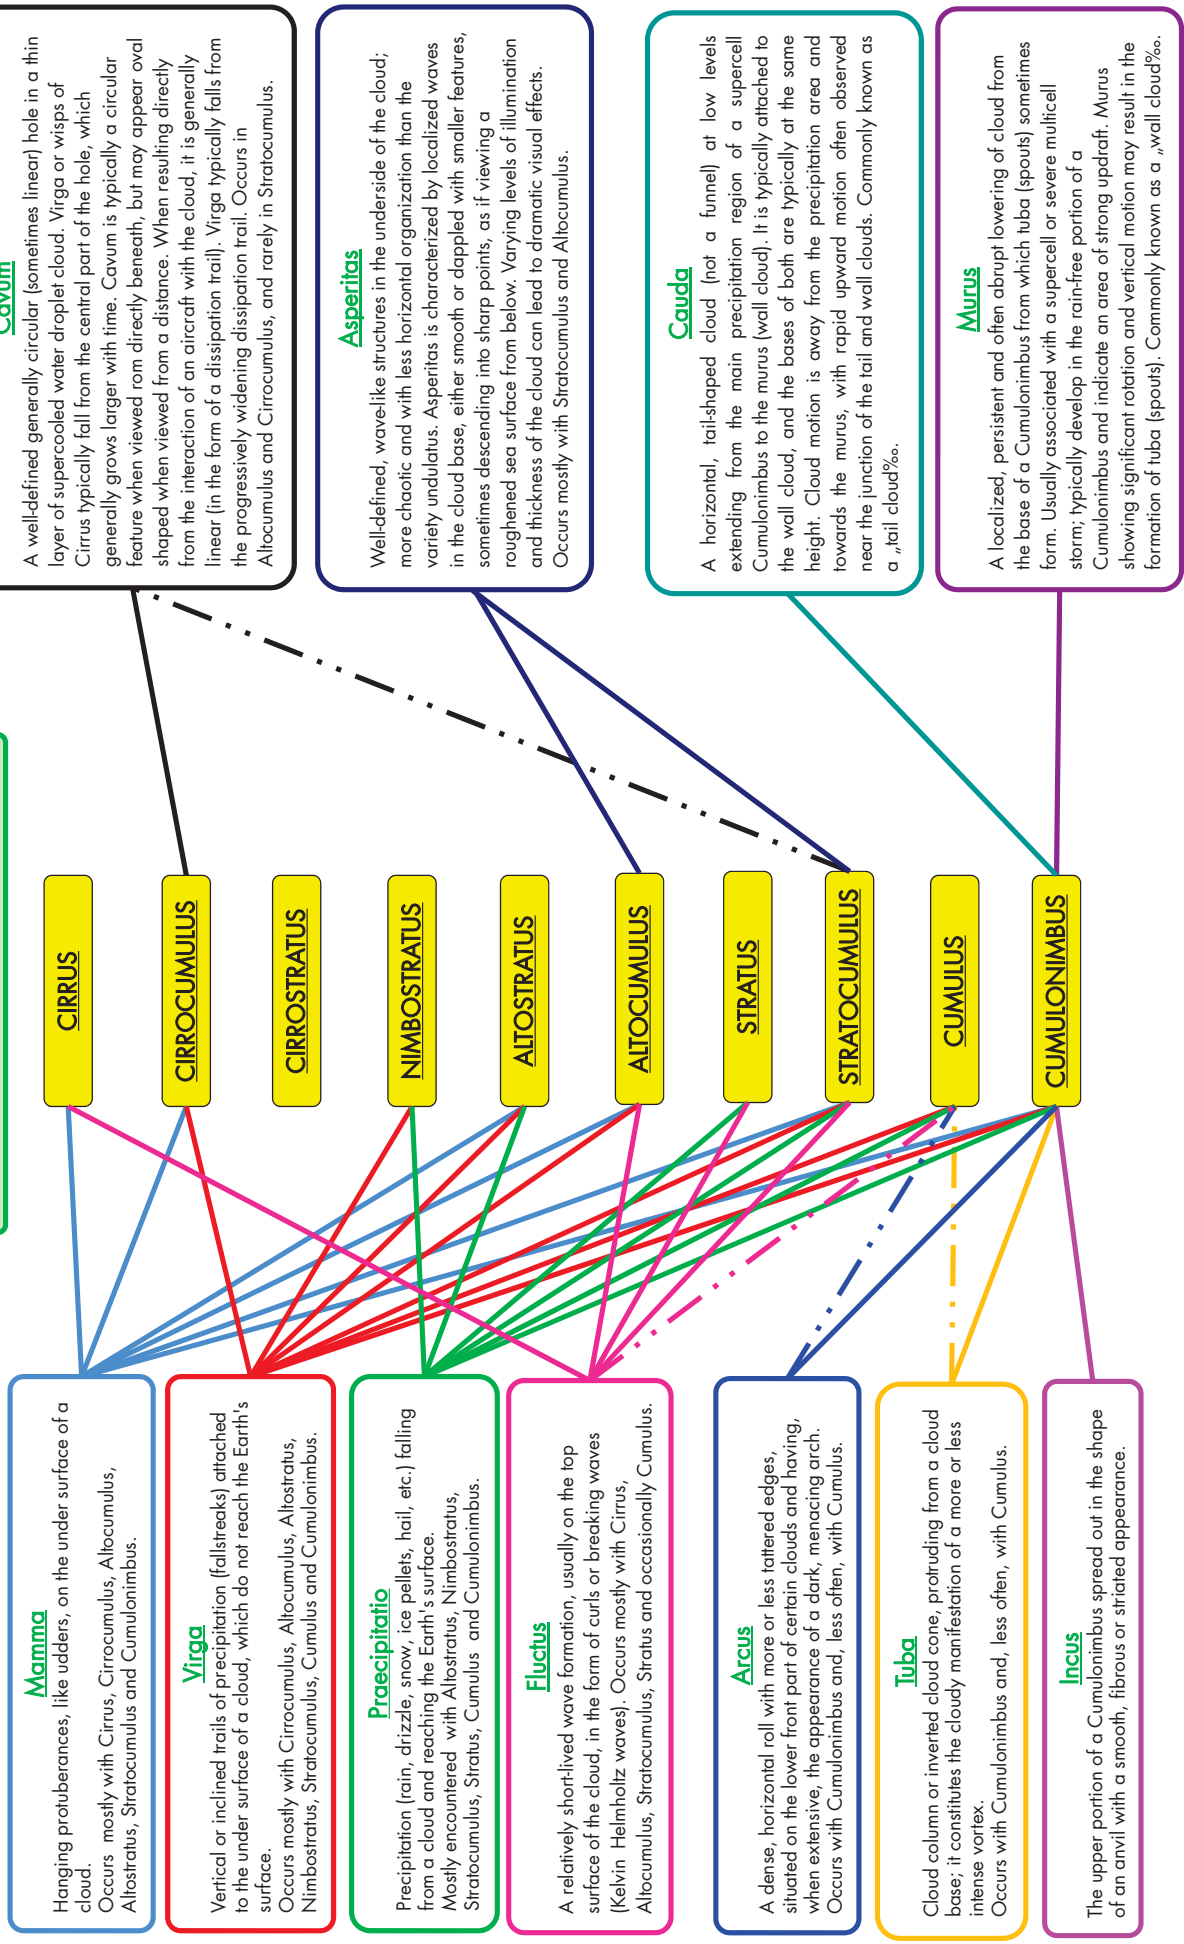 Mamma
Hanging protuberances, like udders, on the under surface of a
cloud.
Occurs mostly with Cirrus, Cirrocumulus, Altocumulus,
Altostratus, Stratocumulus and Cumulonimbus.
Virga
Vertical or inclined trails of precipitation (fallstreaks) attached
to the under surface of a cloud, which do not reach the Earth's
surface.
Occurs mostly with Cirrocumulus, Altocumulus, Altostratus,
Nimbostratus, Stratocumulus, Cumulus and Cumulonimbus.
Praecipitatio
Precipitation (rain, drizzle, snow, ice pellets, hail, etc.) falling
from a cloud and reaching the Earth's surface.
Mostly encountered with Altostratus, Nimbostratus,
Stratocumulus, Stratus, Cumulus and Cumulonimbus.
Fluctus
A relatively short-lived wave formation, usually on the top
surface of the cloud, in the form of curls or breaking waves
(Kelvin Helmholtz waves). Occurs mostly with Cirrus,
Altocumulus, Stratocumulus, Stratus and occasionally Cumulus.
Arcus
A dense, horizontal roll with more or less tattered edges,
situated on the lower front part of certain clouds and having,
when extensive, the appearance of a dark, menacing arch.
Occurs with Cumulonimbus and, less often, with Cumulus.
Tuba
Cloud column or inverted cloud cone, protruding from a cloud
base; it constitutes the cloudy manifestation of a more or less
intense vortex.
Occurs with Cumulonimbus and, less often, with Cumulus.
Incus
The upper portion of a Cumulonimbus spread out in the shape
of an anvil with a smooth, fibrous or striated appearance.
CIRRUS
CIRROCUMULUS
CIRROSTRATUS
NIMBOSTRATUS
ALTOSTRATUS
ALTOCUMULUS
STRATUS
STRATOCUMULUS
CUMULUS
CUMULONIMBUS
Cavum
A well-defined generally circular (sometimes linear) hole in a thin
layer of supercooled water droplet cloud. Virga or wisps of
Cirrus typically fall from the central part of the hole, which
generally grows larger with time. Cavum is typically a circular
feature when viewed rom directly beneath, but may appear oval
shaped when viewed from a distance. When resulting directly
from the interaction of an aircraft with the cloud, it is generally
linear (in the form of a dissipation trail). Virga typically falls from
the progressively widening dissipation trail. Occurs in
Altocumulus and Cirrocumulus, and rarely in Stratocumulus.
Asperitas
Well-defined, wave-like structures in the underside of the cloud;
more chaotic and with less horizontal organization than the
variety undulatus. Asperitas is characterized by localized waves
in the cloud base, either smooth or dappled with smaller features,
sometimes descending into sharp points, as if viewing a
roughened sea surface from below. Varying levels of illumination
and thickness of the cloud can lead to dramatic visual effects.
Occurs mostly with Stratocumulus and Altocumulus.
Cauda
A horizontal, tail-shaped cloud (not a funnel) at low levels
extending from the main precipitation region of a supercell
Cumulonimbus to the murus (wall cloud). It is typically attached to
the wall cloud, and the bases of both are typically at the same
height. Cloud motion is away from the precipitation area and
towards the murus, with rapid upward motion often observed
near the junction of the tail and wall clouds. Commonly known as
a „tail cloud‰.
Murus
A localized, persistent and often abrupt lowering of cloud from
the base of a Cumulonimbus from which tuba (spouts) sometimes
form. Usually associated with a supercell or severe multicell
storm; typically develop in the rain-free portion of a
Cumulonimbus and indicate an area of strong updraft. Murus
showing significant rotation and vertical motion may result in the
formation of tuba (spouts). Commonly known as a „wall cloud‰.